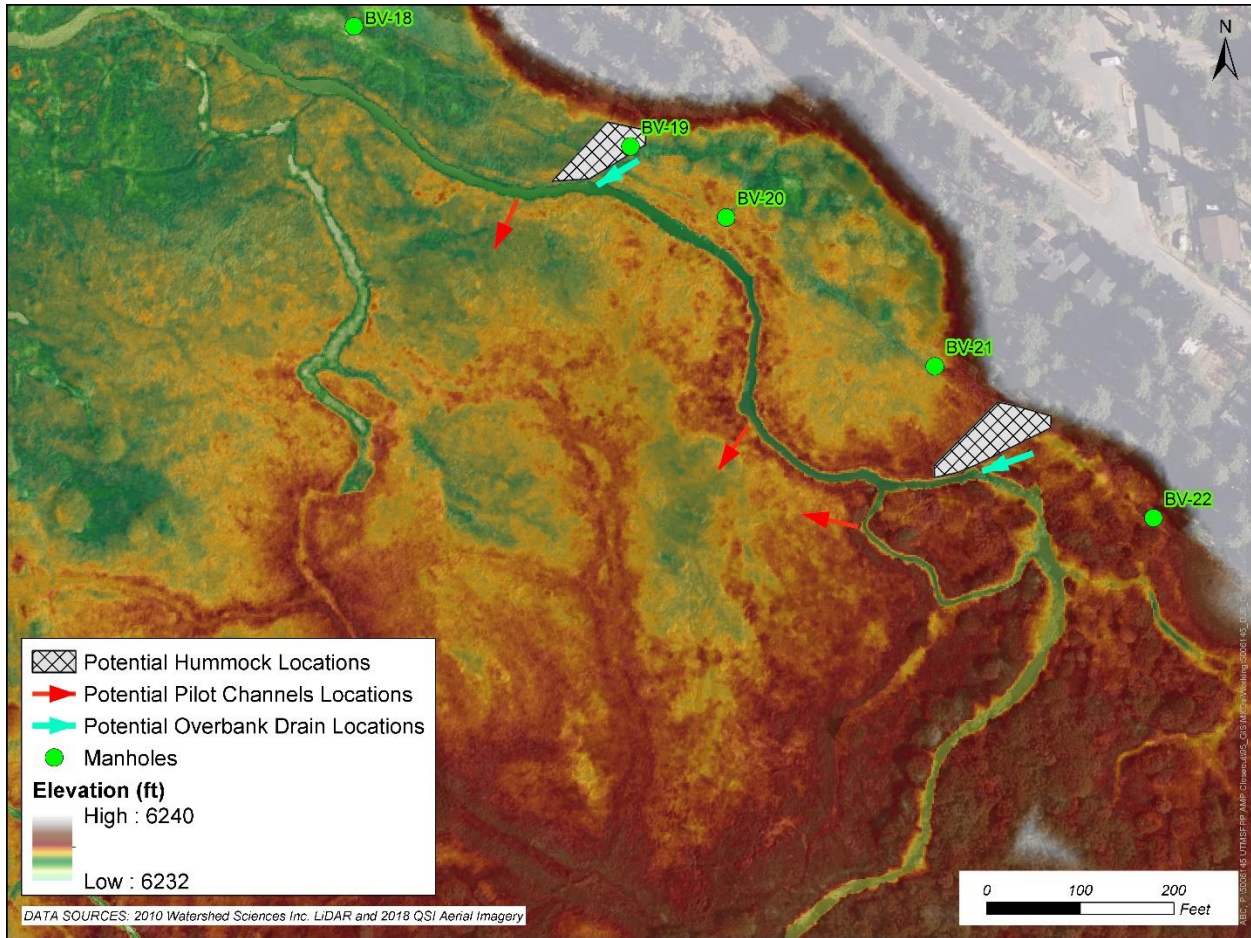 BV-18
N
BV-19
BV-20
BV-21
BV-22
Potential Hummock Locations
Potential Pilot Channels Locations
Potential Overbank Drain Locations
Manholes
Elevation (ft)
High : 6240
Low : 6232
0 100 200
Feet
DATA SOURCES: 2010 Watershed Sciences Inc. LiDAR and 2018 QSI Aerial Imagery